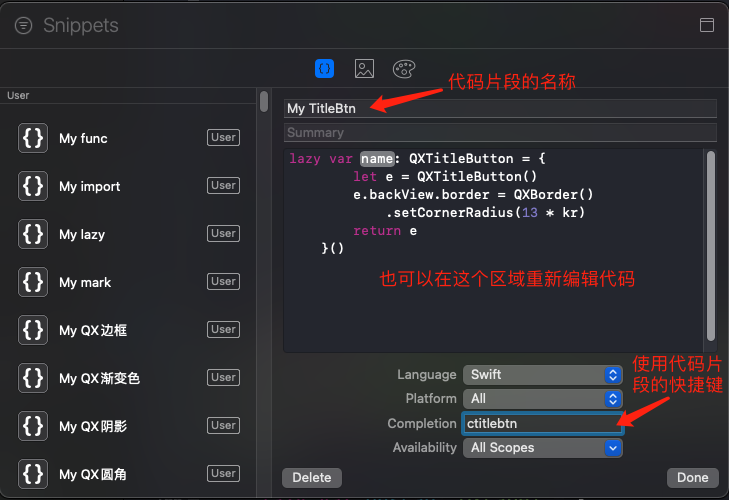 Snippets
代码片段的名称
User
My TitleBtn
Summary
My func User
My import User
My lazy User
My mark User
My QX边框 User
My QX渐变色 User
My QX阴影 User
My QX圆角 User
lazy var name: QXTitleButton = {
let e = QXTitleButton()
e.backView.border = QXBorder()
.setCornerRadius(13 * kr)
return e
}()
也可以在这个区域重新编辑代码
Language Swift
Platform All
Completion ctitlebtn
Availability All Scopes
使用代码片
段的快捷键
Delete
Done